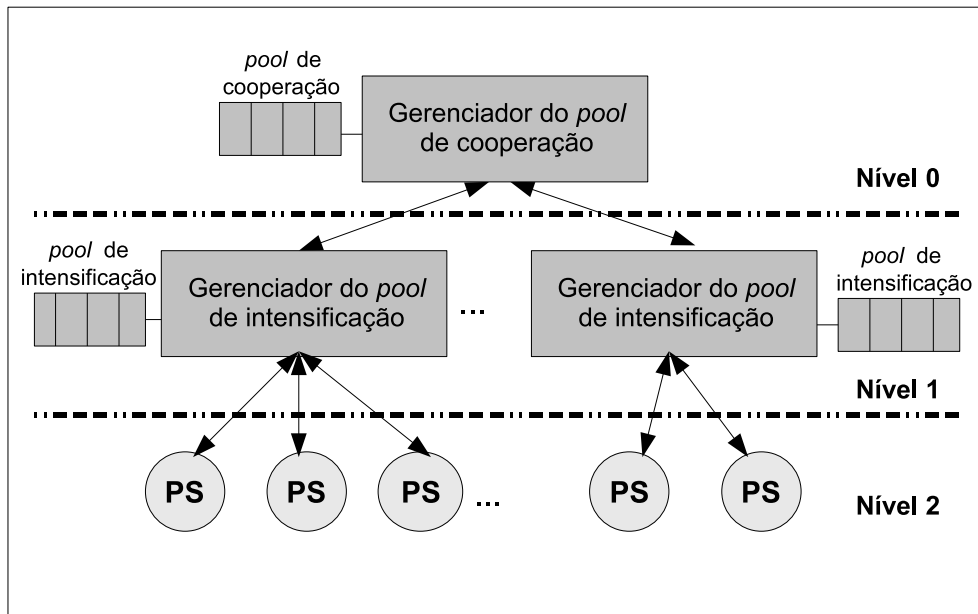 pool de
cooperação
Gerenciador do pool
de cooperação
Nível 0
pool de
intensificação
Gerenciador do pool
de intensificação
...
Gerenciador do pool
de intensificação
pool de
intensificação
Nível 1
PS
PS
PS
...
PS
PS
Nível 2